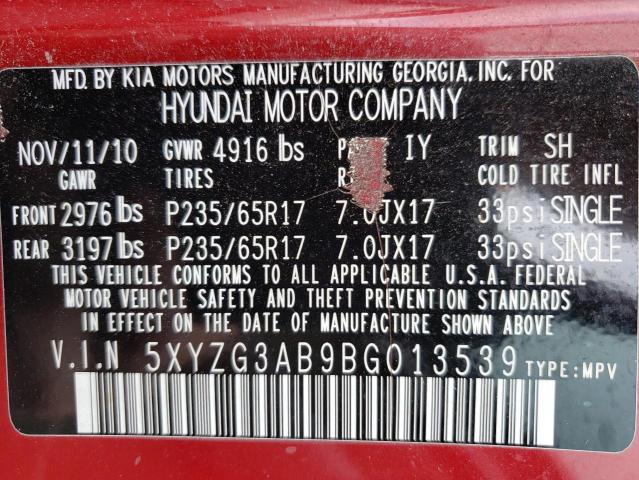 MFD. BY KIA MOTORS MANUFACTURING GEORGIA, INC. FOR
HYUNDAI MOTOR COMPANY
NOV/11/10 GVWR 4916 lbs IY TRIM SH
GAWR TIRES COLD TIRE INFL
FRONT 2976 lbs P235/65R17 7.0JX17 33psi SINGLE
REAR 3197 lbs P235/65R17 7.0JX17 33psi SINGLE
THIS VEHICLE CONFORMS TO ALL APPLICABLE U.S.A. FEDERAL
MOTOR VEHICLE SAFETY AND THEFT PREVENTION STANDARDS
IN EFFECT ON THE DATE OF MANUFACTURE SHOWN ABOVE.
V.I.N 5XYZG3AB9BG013539 TYPE:MPV